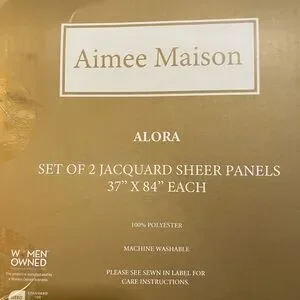 Aimee Maison
ALORA
SET OF 2 JACQUARD SHEER PANELS
37” X 84” EACH
100% POLYESTER
MACHINE WASHABLE
PLEASE SEE SEWN IN LABEL FOR
CARE INSTRUCTIONS.
WOMEN
OWNED